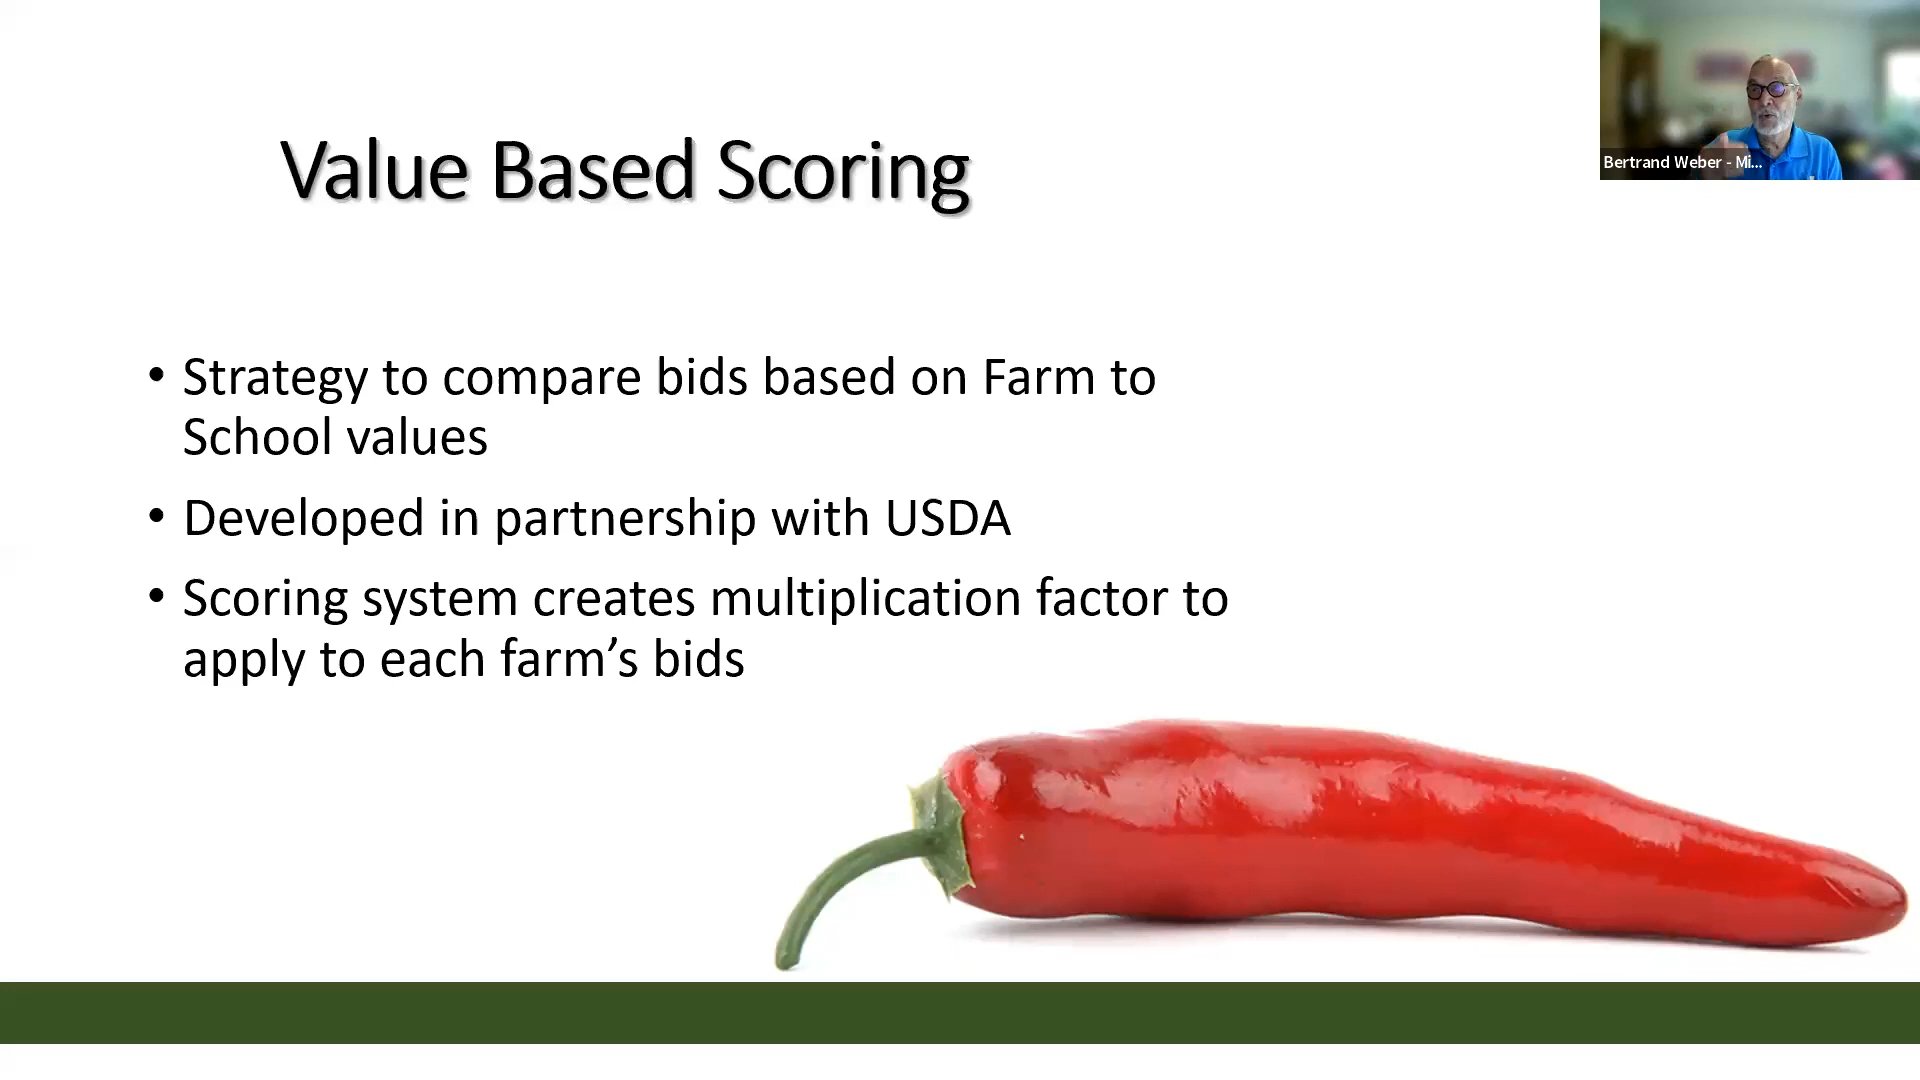 Value Based Scoring
Bertrand Weber - Mi...
• Strategy to compare bids based on Farm to
School values
• Developed in partnership with USDA
• Scoring system creates multiplication factor to
apply to each farm’s bids